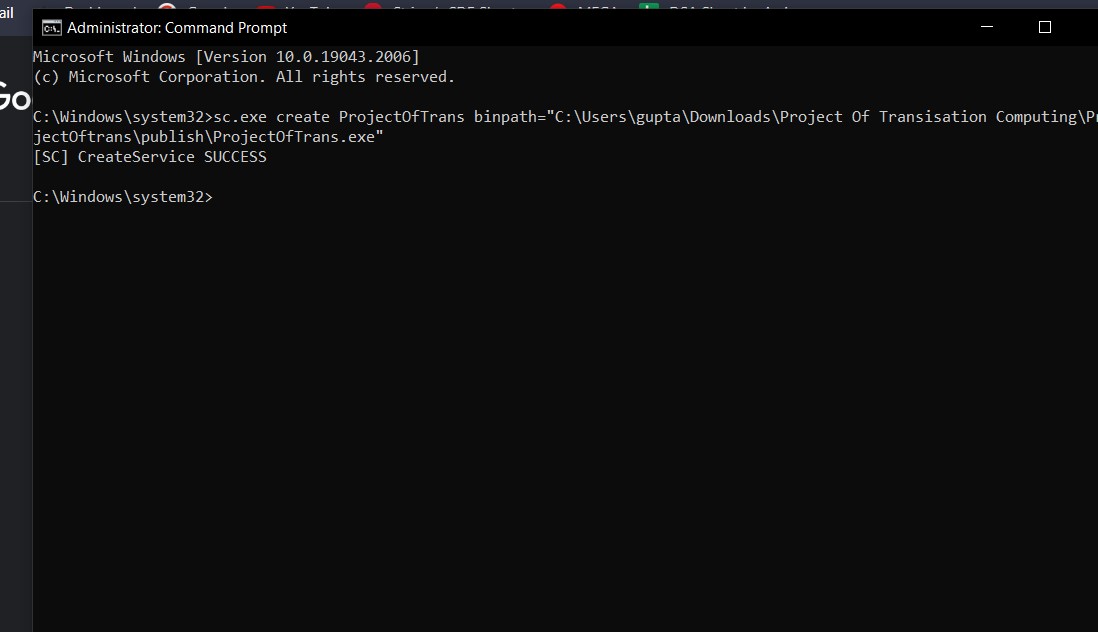 ail
Administrator: Command Prompt
Microsoft Windows [Version 10.0.19043.2006]
(c) Microsoft Corporation. All rights reserved.
Go
C:\Windows\system32>sc.exe create ProjectOfTrans binpath="C:\Users\gupta\Downloads\Project Of Transisation Computing\Pr
jectOftrans\publish\ProjectOfTrans.exe"
[SC] CreateService SUCCESS
C:\Windows\system32>